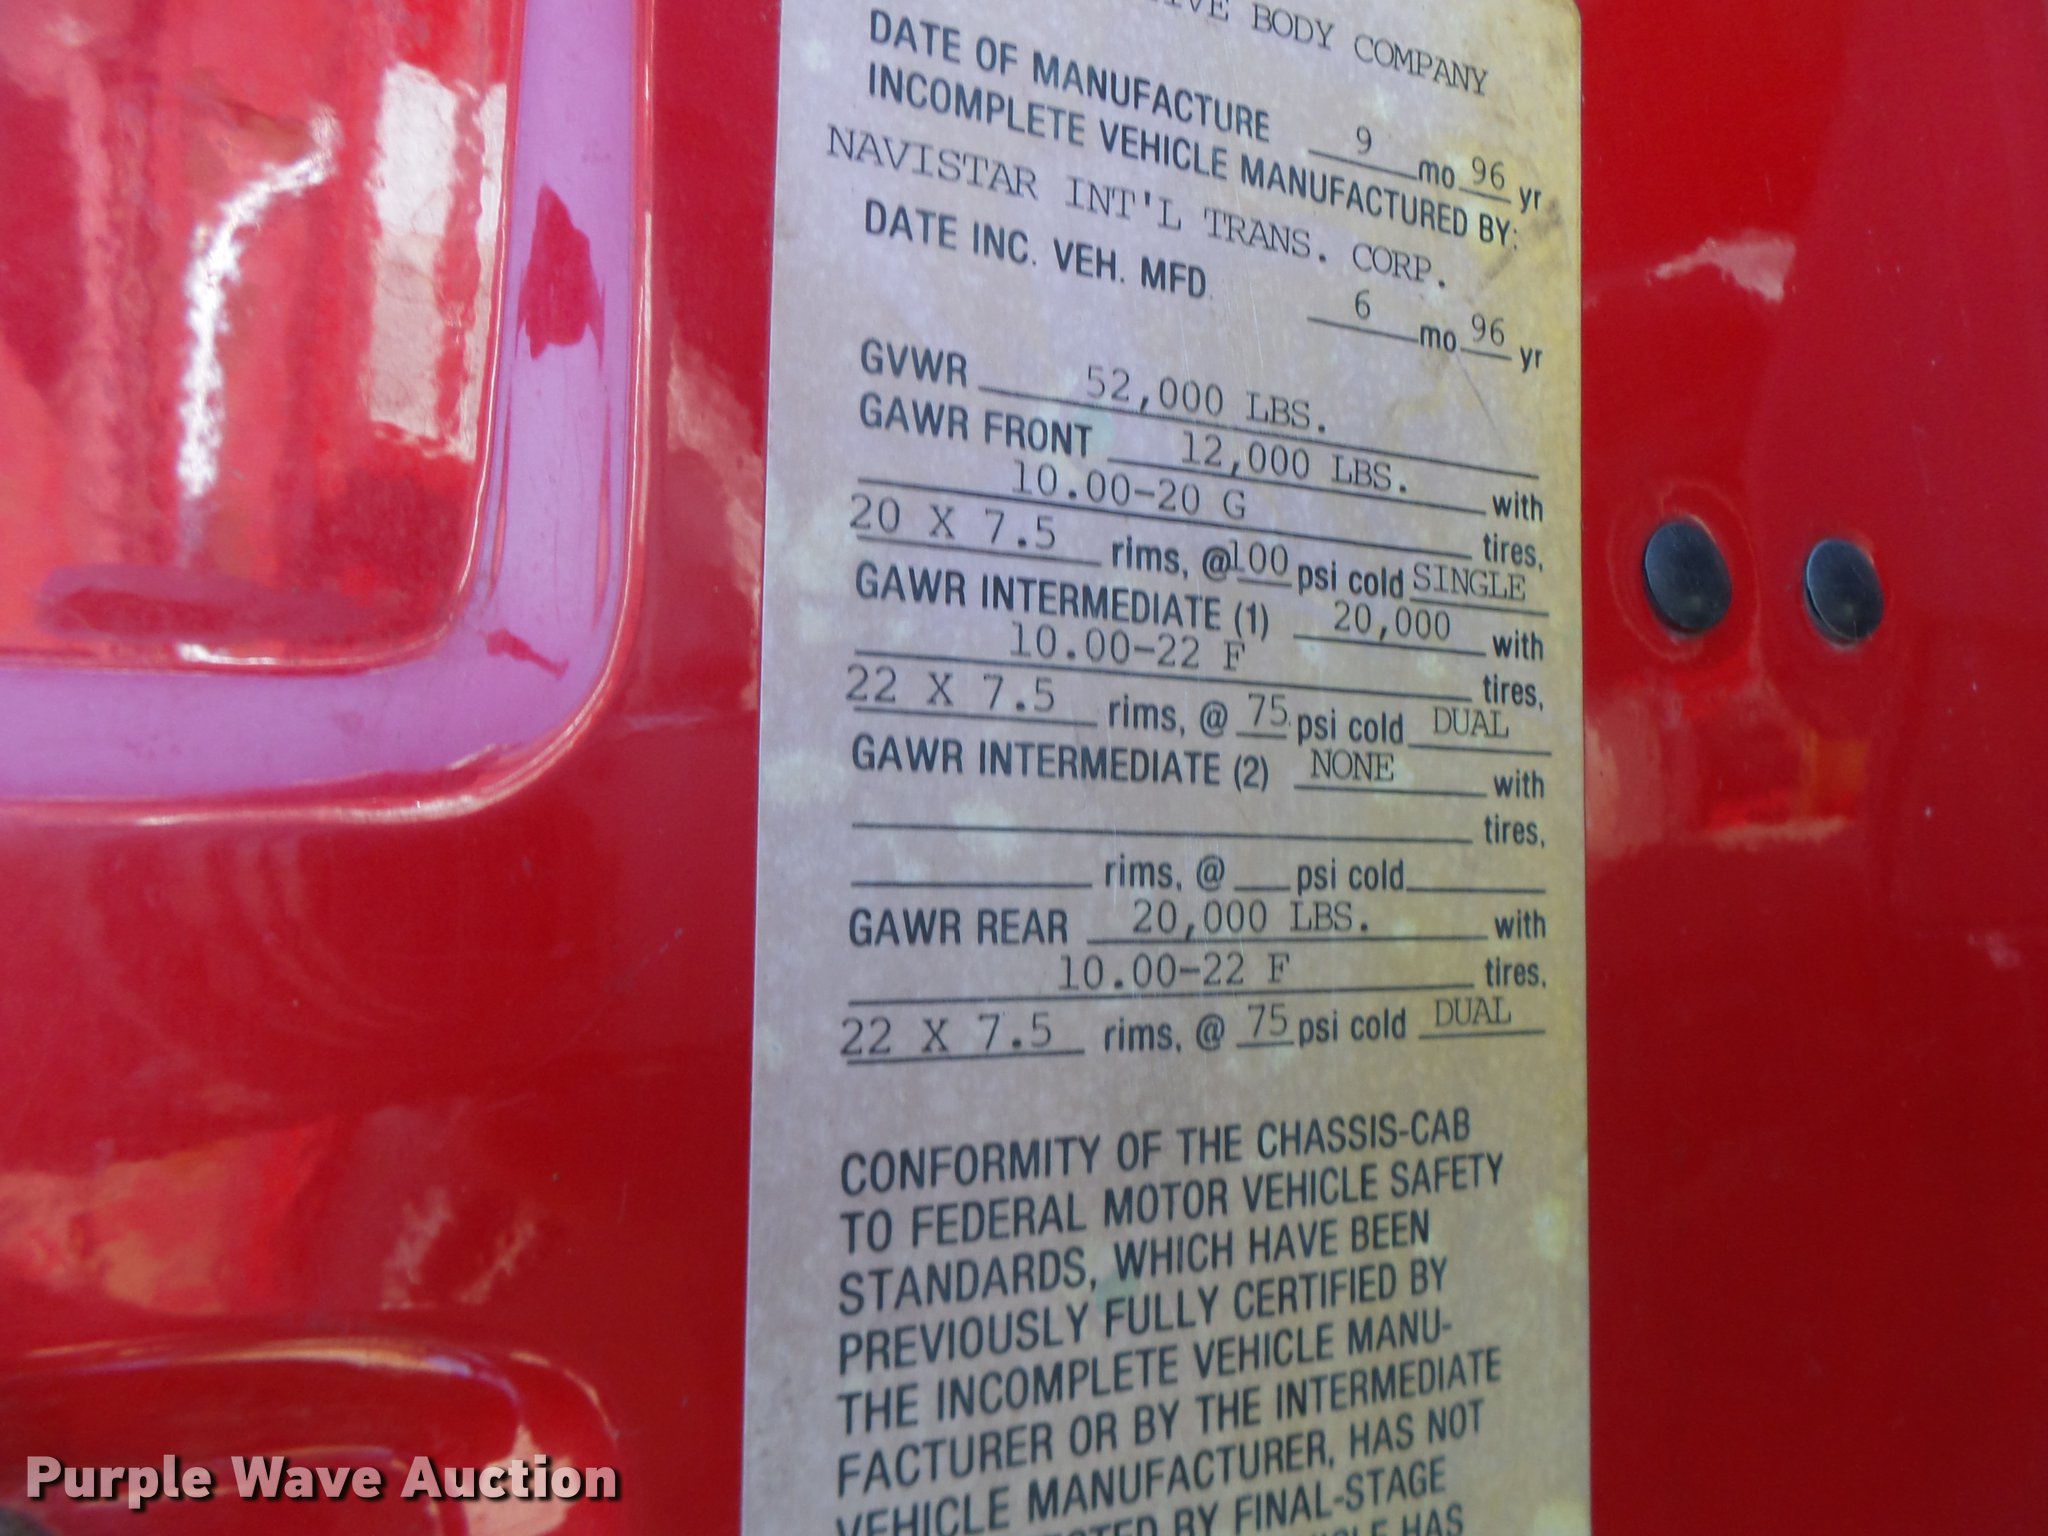 BODY COMPANY
DATE OF MANUFACTURE 9 mo 96 yr
INCOMPLETE VEHICLE MANUFACTURED BY:
NAVISTAR INT'L TRANS. CORP.
DATE INC. VEH. MFD. 6 mo 96 yr
GVWR 52,000 LBS.
GAWR FRONT 12,000 LBS. with
10.00-20 G tires,
20 X 7.5 rims, @ 100 psi cold SINGLE
GAWR INTERMEDIATE (1) 20,000 with
10.00-22 F tires,
22 X 7.5 rims, @ 75 psi cold DUAL
GAWR INTERMEDIATE (2) NONE with
tires,
rims, @ psi cold
GAWR REAR 20,000 LBS. with
10.00-22 F tires,
22 X 7.5 rims, @ 75 psi cold DUAL
CONFORMITY OF THE CHASSIS-CAB
TO FEDERAL MOTOR VEHICLE SAFETY
STANDARDS, WHICH HAVE BEEN
PREVIOUSLY FULLY CERTIFIED BY
THE INCOMPLETE VEHICLE MANU-
FACTURER OR BY THE INTERMEDIATE
VEHICLE MANUFACTURER, HAS NOT
BY FINAL-STAGE
HAS
Purple Wave Auction